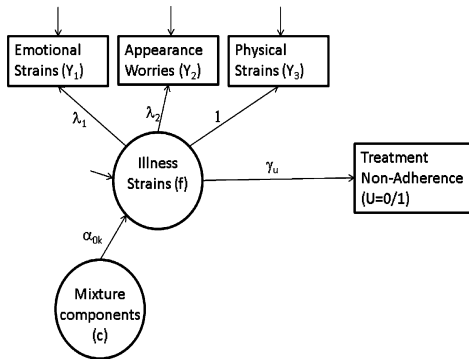 Emotional
Strains (Y1)
Appearance
Worries (Y2)
Physical
Strains (Y3)
λ1
λ2
1
Illness
Strains (f)
γu
Treatment
Non-Adherence
(U=0/1)
α0k
Mixture
components
(c)